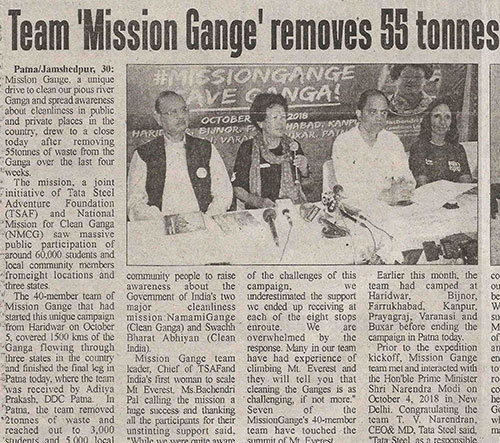 Team 'Mission Gange' removes 55 tonnes
Patna/Jamshedpur, 30:
Mission Gange, a unique
drive to clean our pious river
Ganga and spread awareness
about cleanliness in public
and private places in the
country, drew to a close
today after removing
55tonnes of waste from the
Ganga over the last four
weeks.
The mission, a joint
initiative of Tata Steel
Adventure Foundation
(TSAF) and National
Mission for Clean Ganga
(NMCG) saw massive
public participation of
around 60,000 students and
local community members
fromeight locations and
three states.
The 40-member team of
Mission Gange that had
started this unique campaign
from Haridwar on October
5, covered 1500 kms of the
Ganga flowing through
three states in the country
and finished the final leg in
Patna today, where the team
was received by Aditya
Prakash, DDC Patna. In
Patna, the team removed
7tonnes of waste and
reached out to 3,000
students and 5,000 local
#MISSIONGANGE
AVE GANGA!
OCTOBER 2018
HARID BIJNOR, ABAD, KANPU
VARA
community people to raise
awareness about the
Government of India's two
major cleanliness
mission:NamamiGange
(Clean Ganga) and Swachh
Bharat Abhiyan (Clean
India).
Mission Gange team
leader, Chief of TSAFand
India's first woman to scale
Mt Everest, Ms.Bachendri
Pal calling the mission a
huge success and thanking
all the participants for their
unstinting support said,
"While we were quite aware
of the challenges of this
campaign, we
underestimated the support
we ended up receiving at
each of the eight stops
enroute. We are
overwhelmed by the
response. Many in our team
have had experience of
climbing Mt. Everest and
they will tell you that
cleaning the Ganges is as
challenging, if not more."
Seven of the
MissionGange's 40-member
team have touched the
summit of Mt Everest
Earlier this month, the
team had camped at
Haridwar, Bijnor,
Farrukhabad, Kanpur,
Prayagraj, Varanasi and
Buxar before ending the
campaign in Patna today.
Prior to the expedition
kickoff, Mission Gange
team met and interacted with
the Hon'ble Prime Minister
Shri Narendra Modi on
October 4, 2018 in New
Delhi. Congratulating the
team T. V. Narendran,
CEO& MD, Tata Steel said,
"Tata Steel, as a responsible